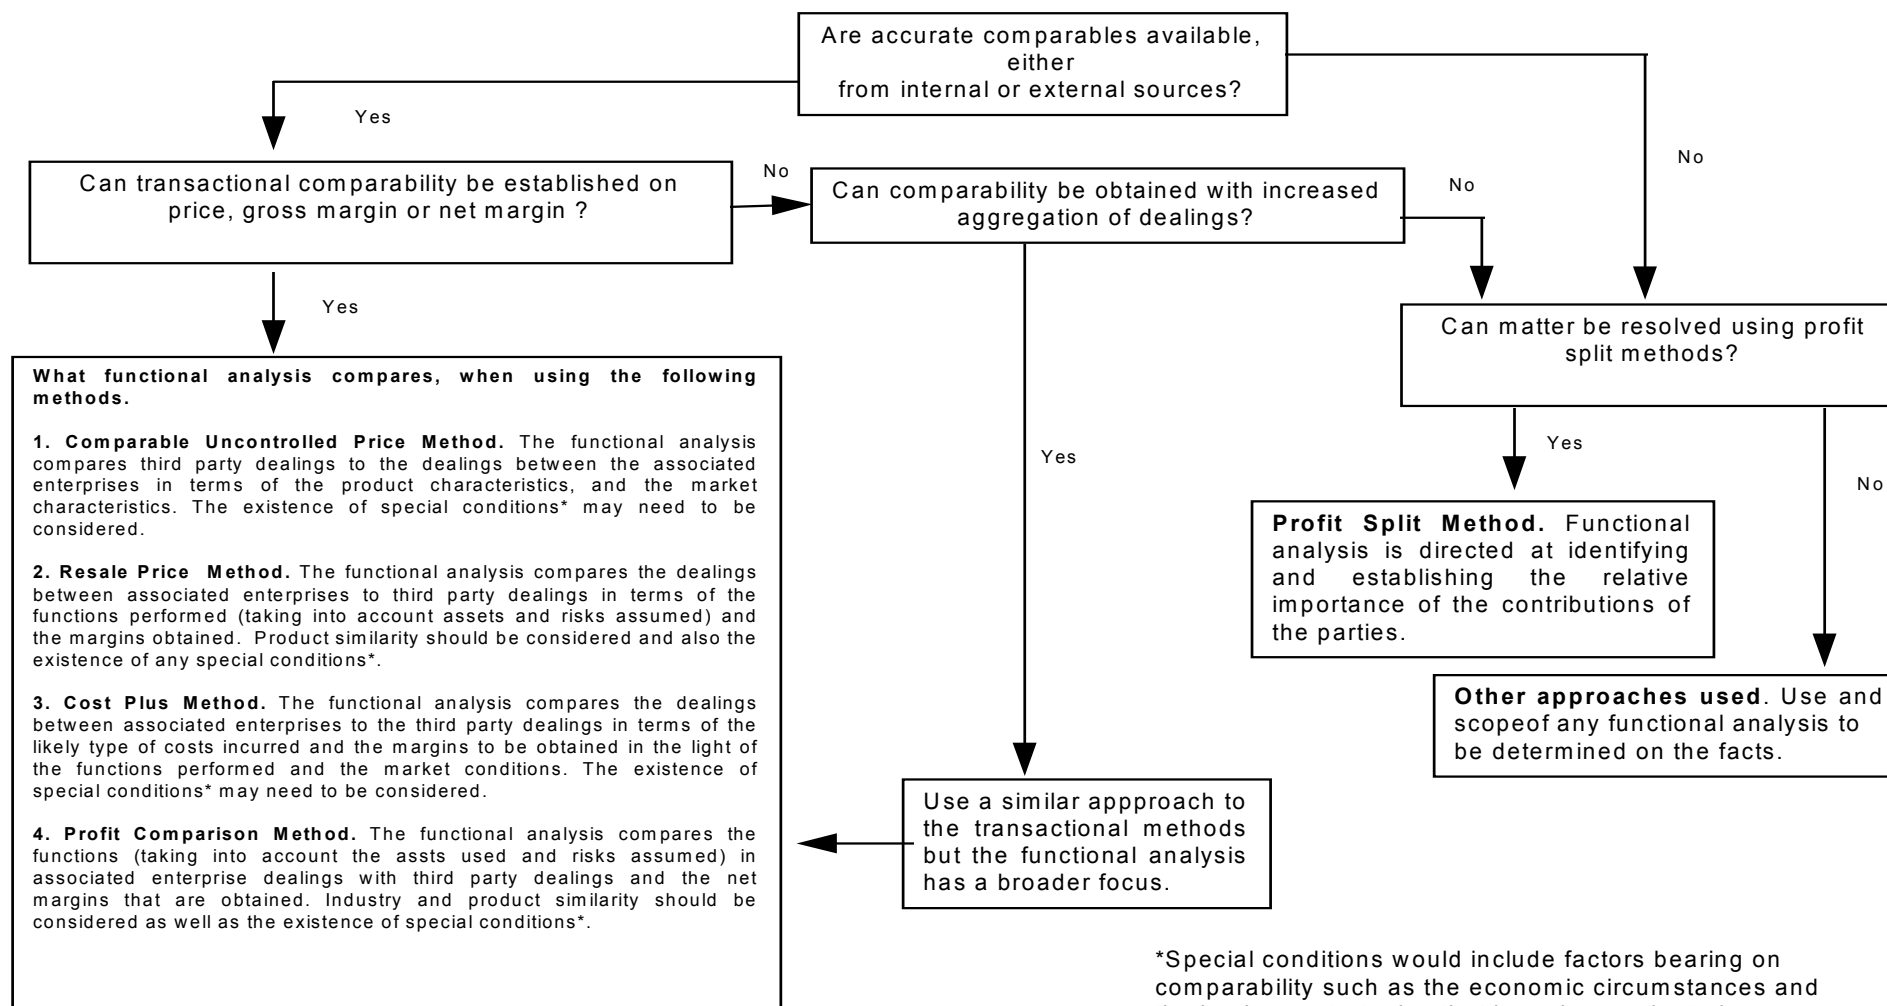 Are accurate comparables available,
either
from internal or external sources?
Yes
No
Can transactional comparability be established on
price, gross margin or net margin ?
No
Can comparability be obtained with increased
aggregation of dealings?
No
Yes
Can matter be resolved using profit
split methods?
What functional analysis compares, when using the following
methods.
1. Comparable Uncontrolled Price Method. The functional analysis
compares third party dealings to the dealings between the associated
enterprises in terms of the product characteristics, and the market
characteristics. The existence of special conditions* may need to be
considered.
2. Resale Price Method. The functional analysis compares the dealings
between associated enterprises to third party dealings in terms of the
functions performed (taking into account assets and risks assumed) and
the margins obtained. Product similarity should be considered and also the
existence of any special conditions*.
3. Cost Plus Method. The functional analysis compares the dealings
between associated enterprises to the third party dealings in terms of the
likely type of costs incurred and the margins to be obtained in the light of
the functions performed and the market conditions. The existence of
special conditions* may need to be considered.
4. Profit Comparison Method. The functional analysis compares the
functions (taking into account the assts used and risks assumed) in
associated enterprise dealings with third party dealings and the net
margins that are obtained. Industry and product similarity should be
considered as well as the existence of special conditions*.
Yes
Yes
No
Profit Split Method. Functional
analysis is directed at identifying
and establishing the relative
importance of the contributions of
the parties.
Other approaches used. Use and
scopeof any functional analysis to
be determined on the facts.
Use a similar appproach to
the transactional methods
but the functional analysis
has a broader focus.
*Special conditions would include factors bearing on
comparability such as the economic circumstances and